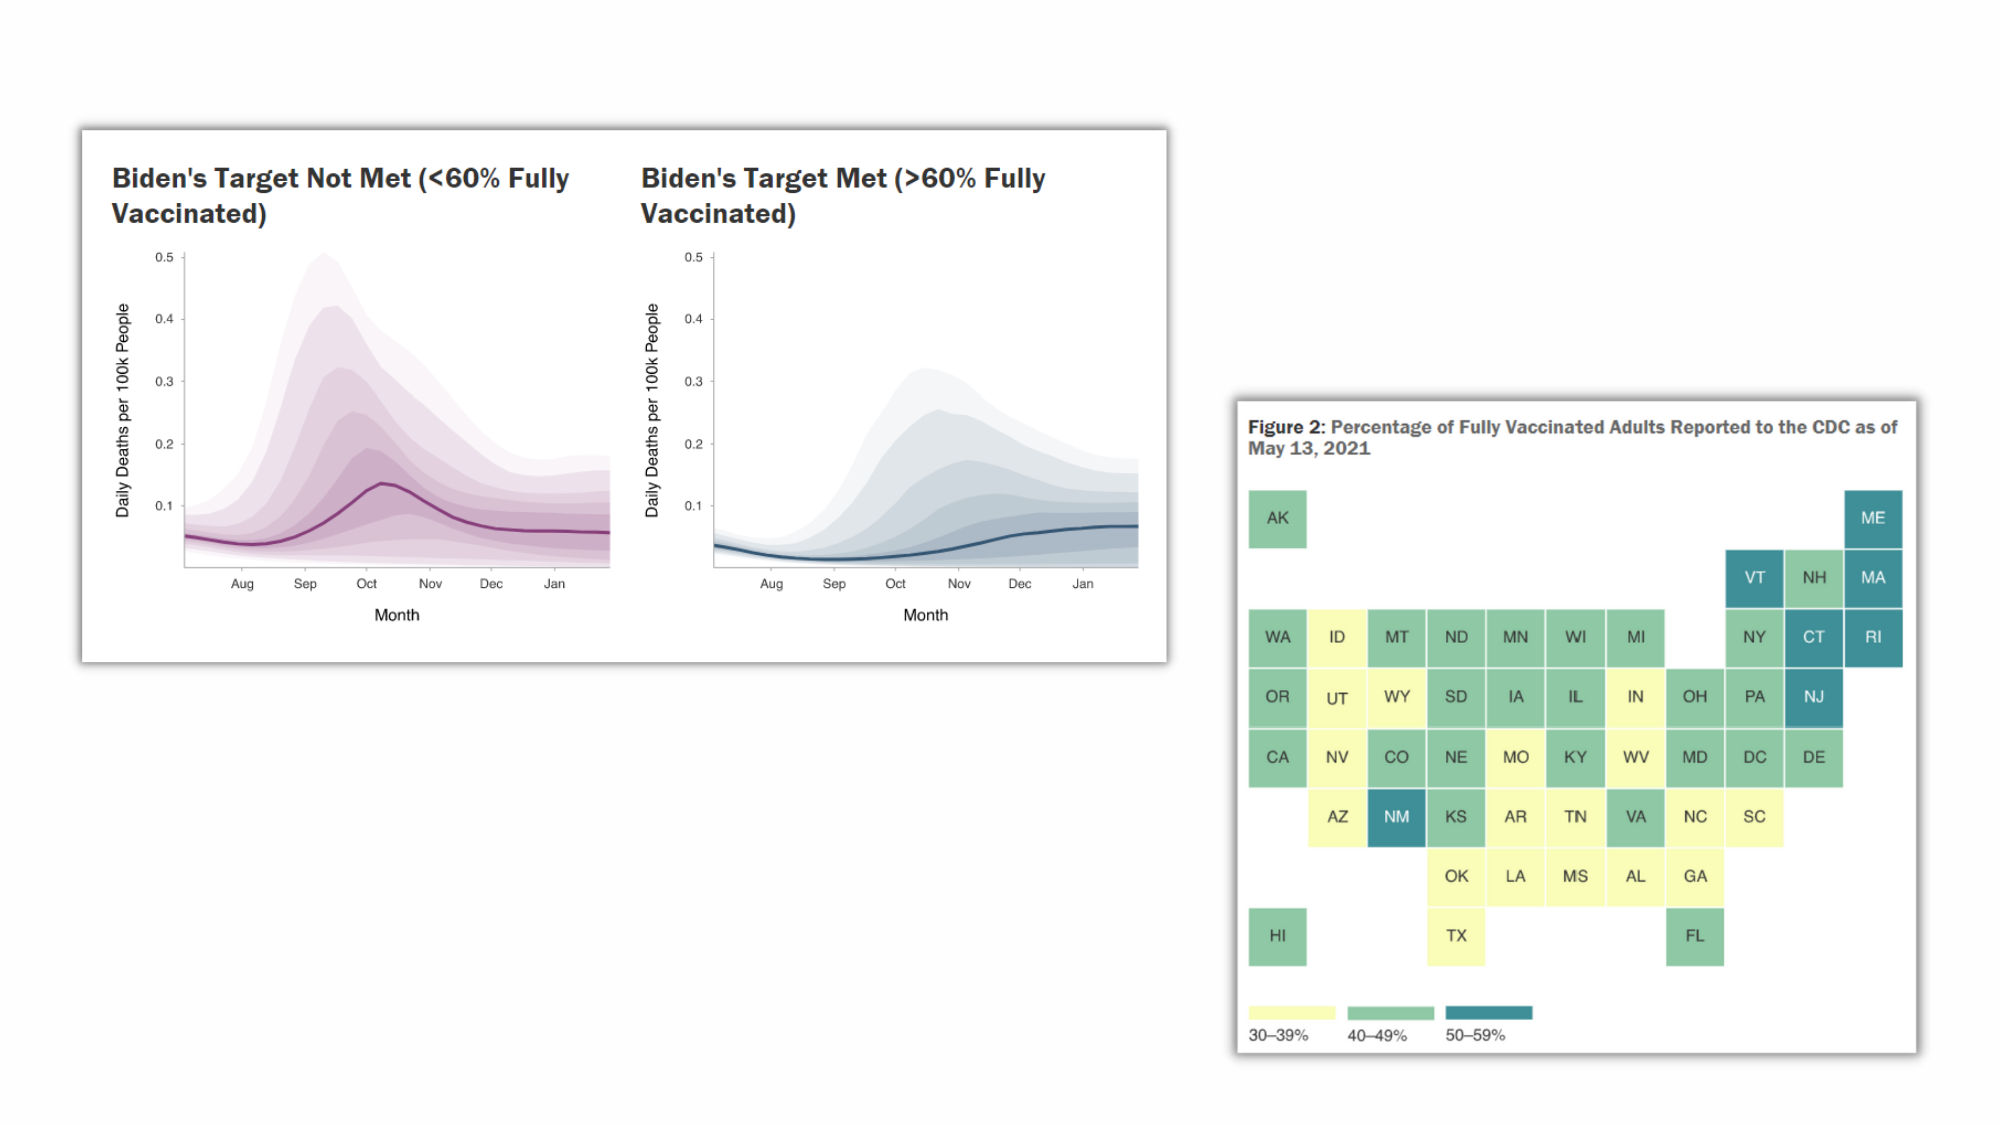 Biden's Target Not Met (<60% Fully
Vaccinated)
0.5
0.4
0.3
0.2
0.1
Daily Deaths per 100k People
Aug Sep Oct Nov Dec Jan
Month
Biden's Target Met (>60% Fully
Vaccinated)
0.5
0.4
0.3
0.2
0.1
Daily Deaths per 100k People
Aug Sep Oct Nov Dec Jan
Month
Figure 2: Percentage of Fully Vaccinated Adults Reported to the CDC as of
May 13, 2021
AK ME
VT NH MA
WA ID MT ND MN WI MI NY CT RI
OR UT WY SD IA IL IN OH PA NJ
CA NV CO NE MO KY WV MD DC DE
AZ NM KS AR TN VA NC SC
OK LA MS AL GA
HI TX FL
30–39% 40–49% 50–59%